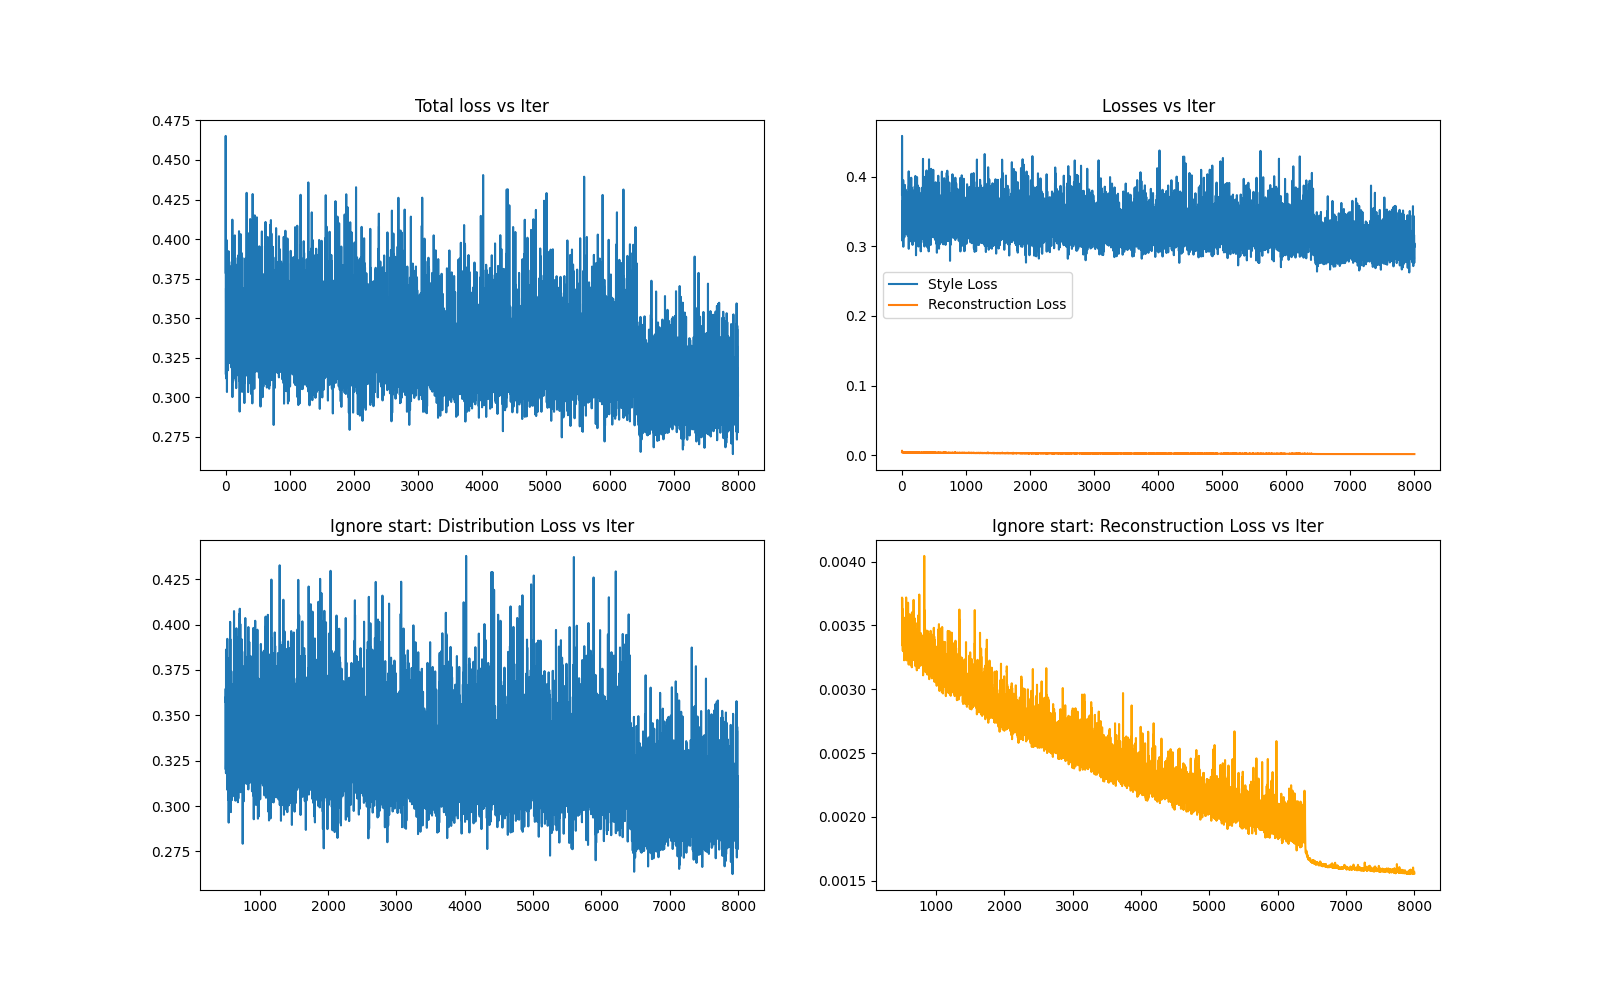 Total loss vs Iter
0.475
0.450
0.425
0.400
0.375
0.350
0.325
0.300
0.275
0 1000 2000 3000 4000 5000 6000 7000 8000
Losses vs Iter
0.4
0.3
0.2
0.1
0.0
Style Loss
Reconstruction Loss
0 1000 2000 3000 4000 5000 6000 7000 8000
Ignore start: Distribution Loss vs Iter
0.425
0.400
0.375
0.350
0.325
0.300
0.275
1000 2000 3000 4000 5000 6000 7000 8000
Ignore start: Reconstruction Loss vs Iter
0.0040
0.0035
0.0030
0.0025
0.0020
0.0015
1000 2000 3000 4000 5000 6000 7000 8000